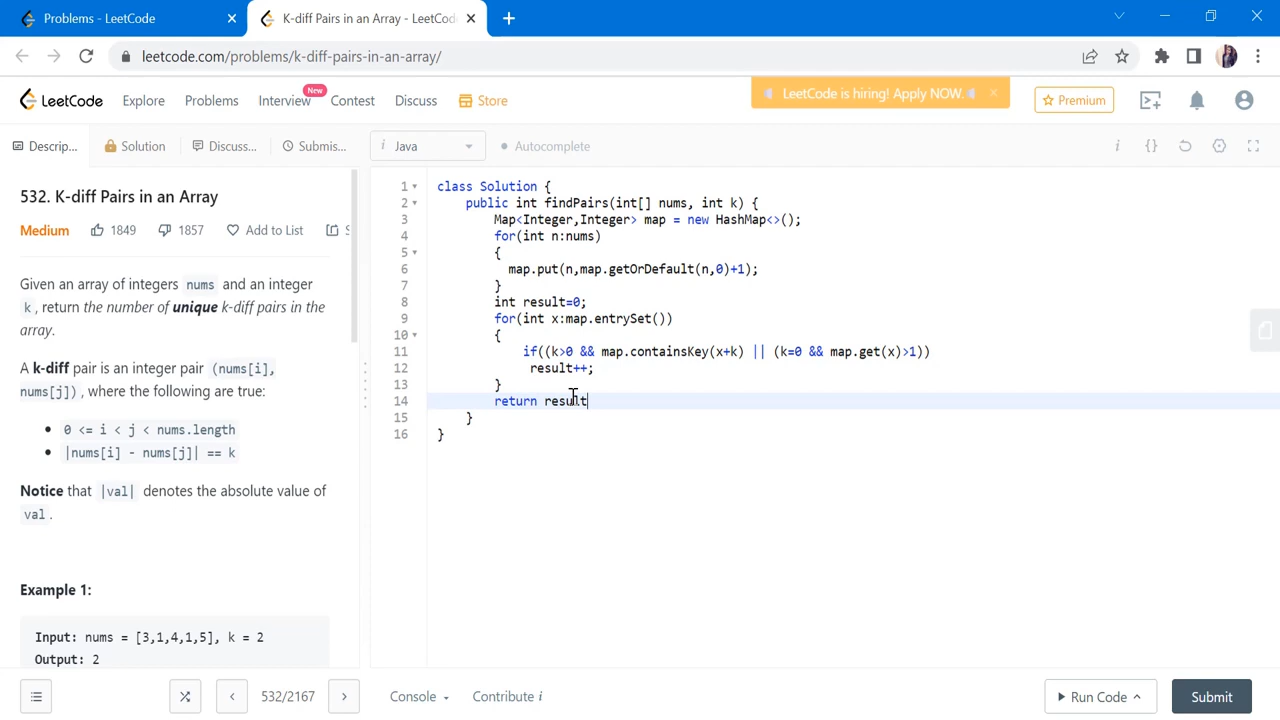 Problems - LeetCode
K-diff Pairs in an Array - LeetCod
leetcode.com/problems/k-diff-pairs-in-an-array/
LeetCode Explore Problems Interview New Contest Discuss Store
LeetCode is hiring! Apply NOW.
Premium
Descrip... Solution Discuss... Submis...
i Java Autocomplete
532. K-diff Pairs in an Array
Medium 1849 1857 Add to List S
Given an array of integers nums and an integer
k, return the number of unique k-diff pairs in the
array.
A k-diff pair is an integer pair (nums[i],
nums[j]), where the following are true:
0 <= i < j < nums.length
|nums[i] - nums[j]| == k
Notice that |val| denotes the absolute value of
val.
Example 1:
Input: nums = [3,1,4,1,5], k = 2
Output: 2
1 class Solution {
2 public int findPairs(int[] nums, int k) {
3 Map<Integer,Integer> map = new HashMap<>();
4 for(int n:nums)
5 {
6 map.put(n,map.getOrDefault(n,0)+1);
7 }
8 int result=0;
9 for(int x:map.entrySet())
10 {
11 if((k>0 && map.containsKey(x+k) || (k=0 && map.get(x)>1))
12 result++;
13 }
14 return result
15 }
16 }
532/2167
Console Contribute i
Run Code Submit